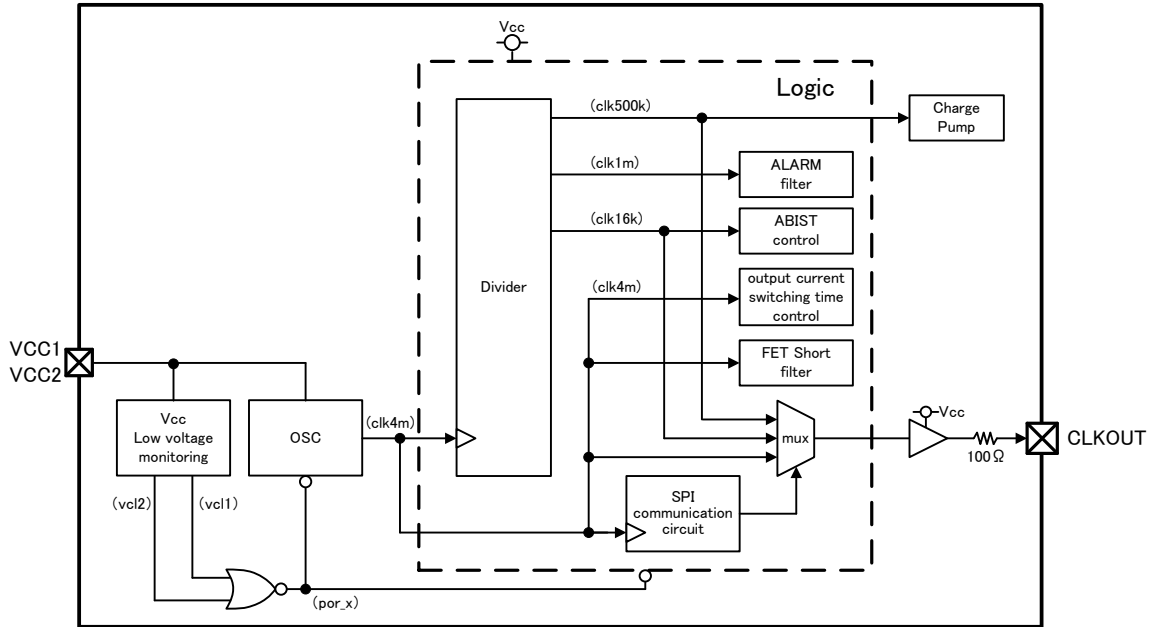 Vcc
Logic
(clk500k)
Charge
Pump
(clk1m)
ALARM
filter
(clk16k)
ABIST
control
Divider
(clk4m)
output current
switching time
control
VCC1
VCC2
FET Short
filter
Vcc
Low voltage
monitoring
OSC
(clk4m)
mux
Vcc
100Ω
CLKOUT
(vcl2)
(vcl1)
SPI
communication
circuit
(por_x)